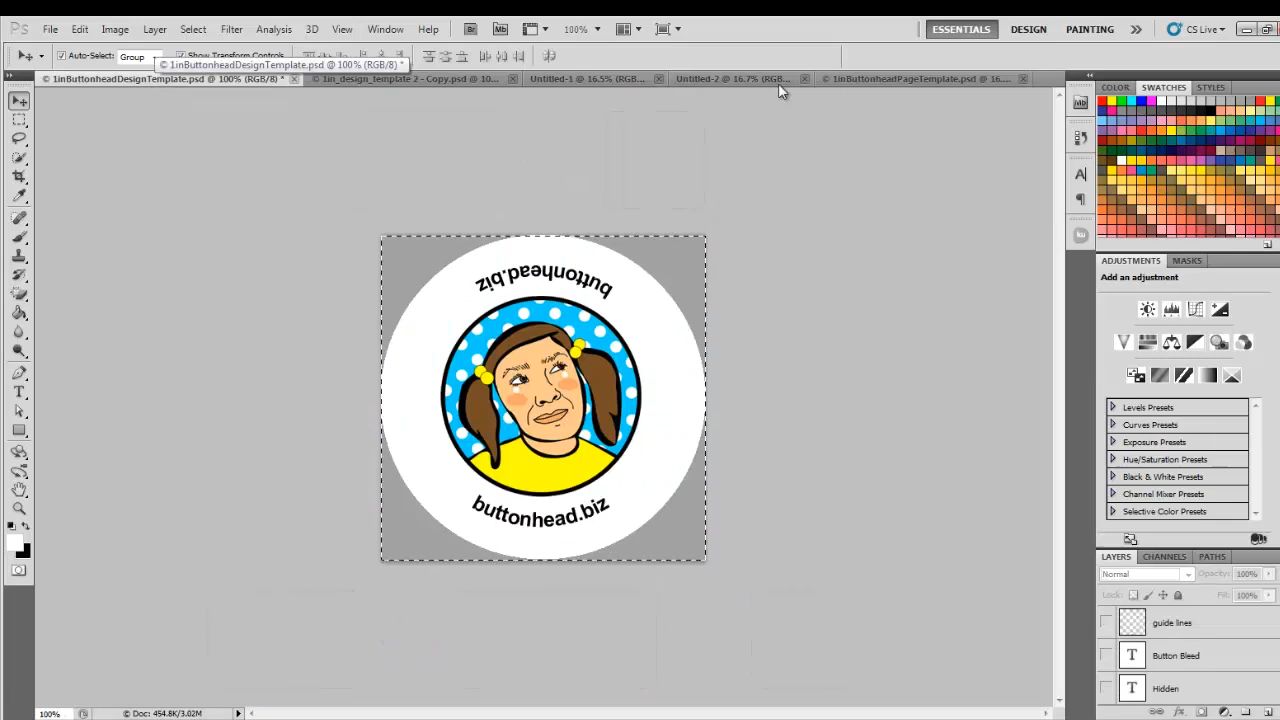 Ps File Edit Image Layer Select Filter Analysis 3D View Window Help Br Mb 100% ESSENTIALS DESIGN PAINTING CS Live
Auto-Select: Group Show Transform Controls
© 1inButtonheadDesignTemplate.psd @ 100% (RGB/8) *
© 1inButtonheadDesignTemplate.psd @ 100% (RGB/8) * © 1in_design_template 2 - Copy.psd @ 10... Untitled-1 @ 16.5% (RGB... Untitled-2 @ 16.7% (RGB... © 1inButtonheadPageTemplate.psd @ 16....
COLOR SWATCHES STYLES
Mb
buttonhead.biz
buttonhead.biz
ADJUSTMENTS MASKS
Add an adjustment
Levels Presets
Curves Presets
Exposure Presets
Hue/Saturation Presets
Black & White Presets
Channel Mixer Presets
Selective Color Presets
LAYERS CHANNELS PATHS
Normal Opacity: 100%
Lock: Fill: 100%
guide lines
T Button Bleed
T Hidden
100% © Doc: 454.8K/3.02M